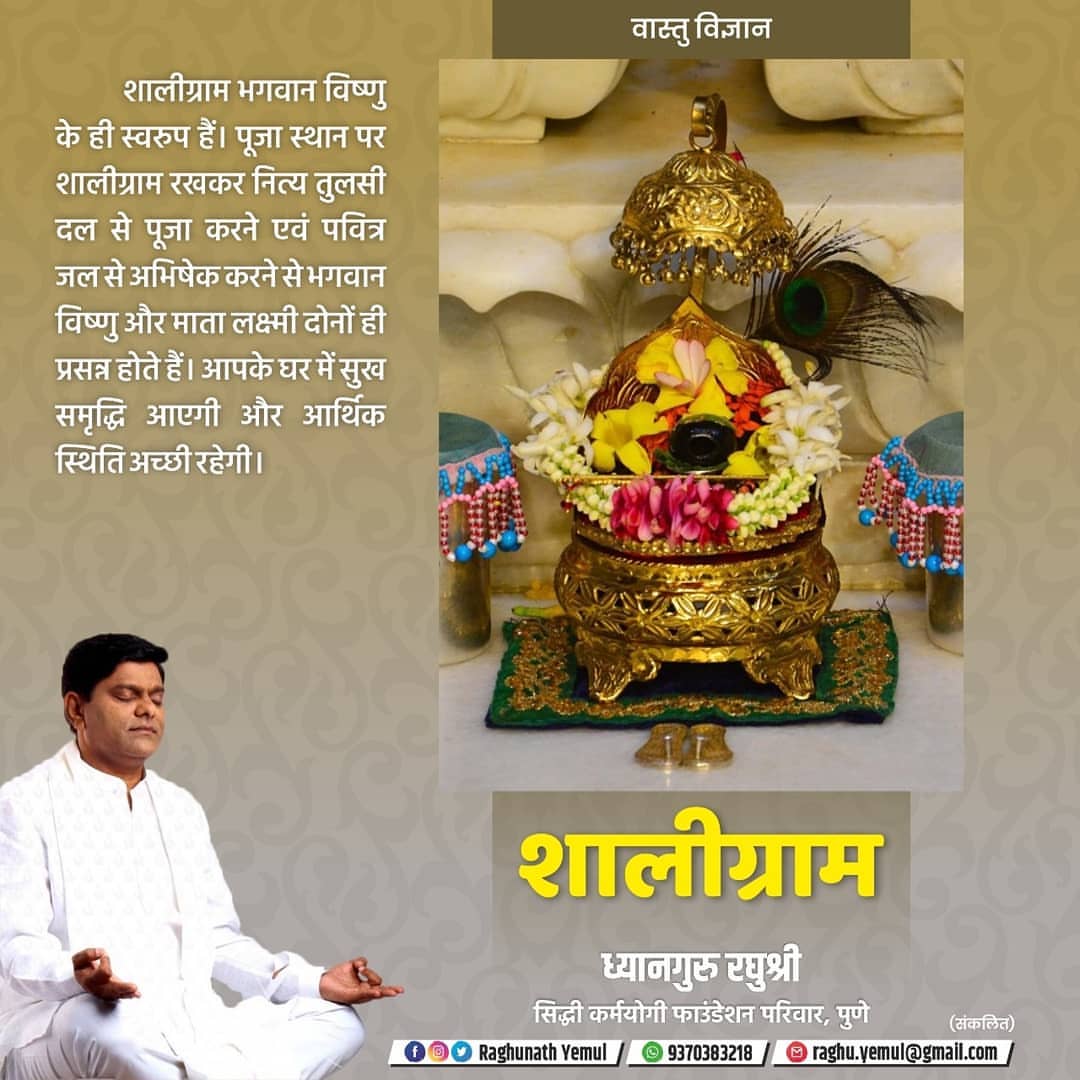 वास्तु विज्ञान
शालीग्राम भगवान विष्णु
के ही स्वरुप हैं। पूजा स्थान पर
शालीग्राम रखकर नित्य तुलसी
दल से पूजा करने एवं पवित्र
जल से अभिषेक करने से भगवान
विष्णु और माता लक्ष्मी दोनों ही
प्रसन्न होते हैं। आपके घर में सुख
समृद्धि आएगी और आर्थिक
स्थिति अच्छी रहेगी।
शालीग्राम
ध्यानगुरु रघुश्री
सिद्धी कर्मयोगी फाउंडेशन परिवार, पुणे
(संकलित)
Raghunath Yemul 9370383218 raghu.yemul@gmail.com